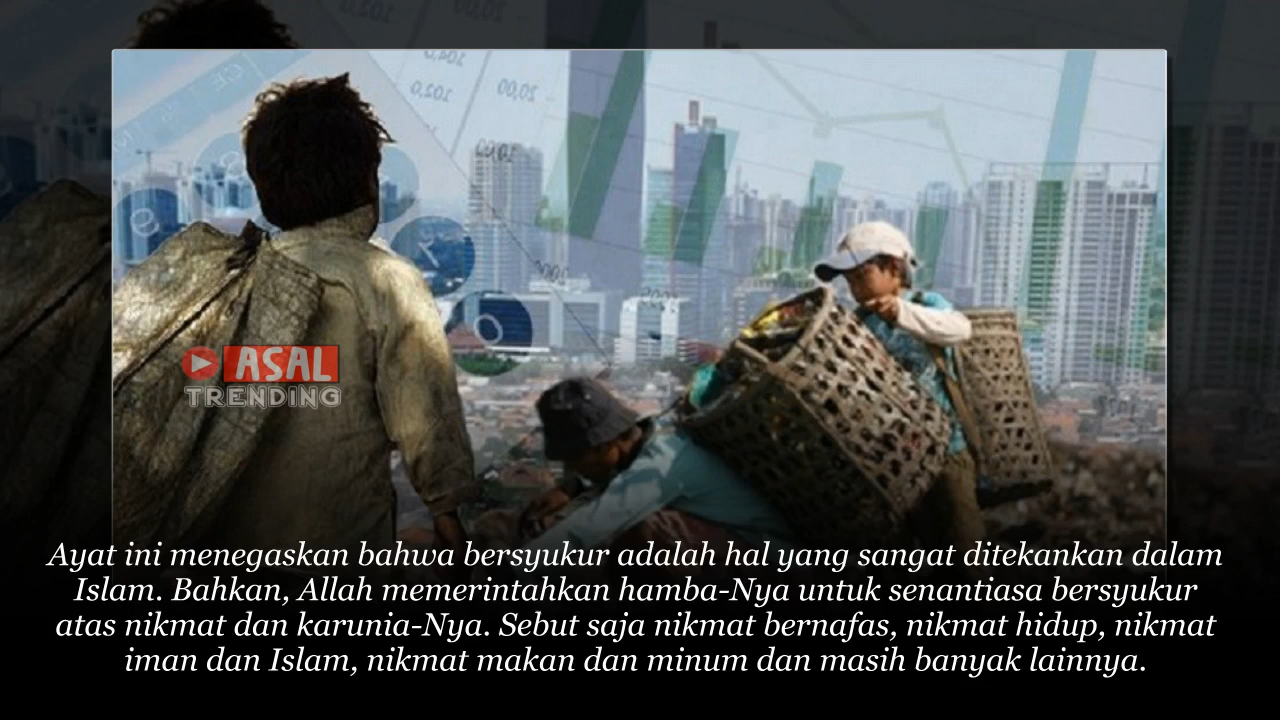 ASAL
TRENDING
Ayat ini menegaskan bahwa bersyukur adalah hal yang sangat ditekankan dalam
Islam. Bahkan, Allah memerintahkan hamba-Nya untuk senantiasa bersyukur
atas nikmat dan karunia-Nya. Sebut saja nikmat bernafas, nikmat hidup, nikmat
iman dan Islam, nikmat makan dan minum dan masih banyak lainnya.